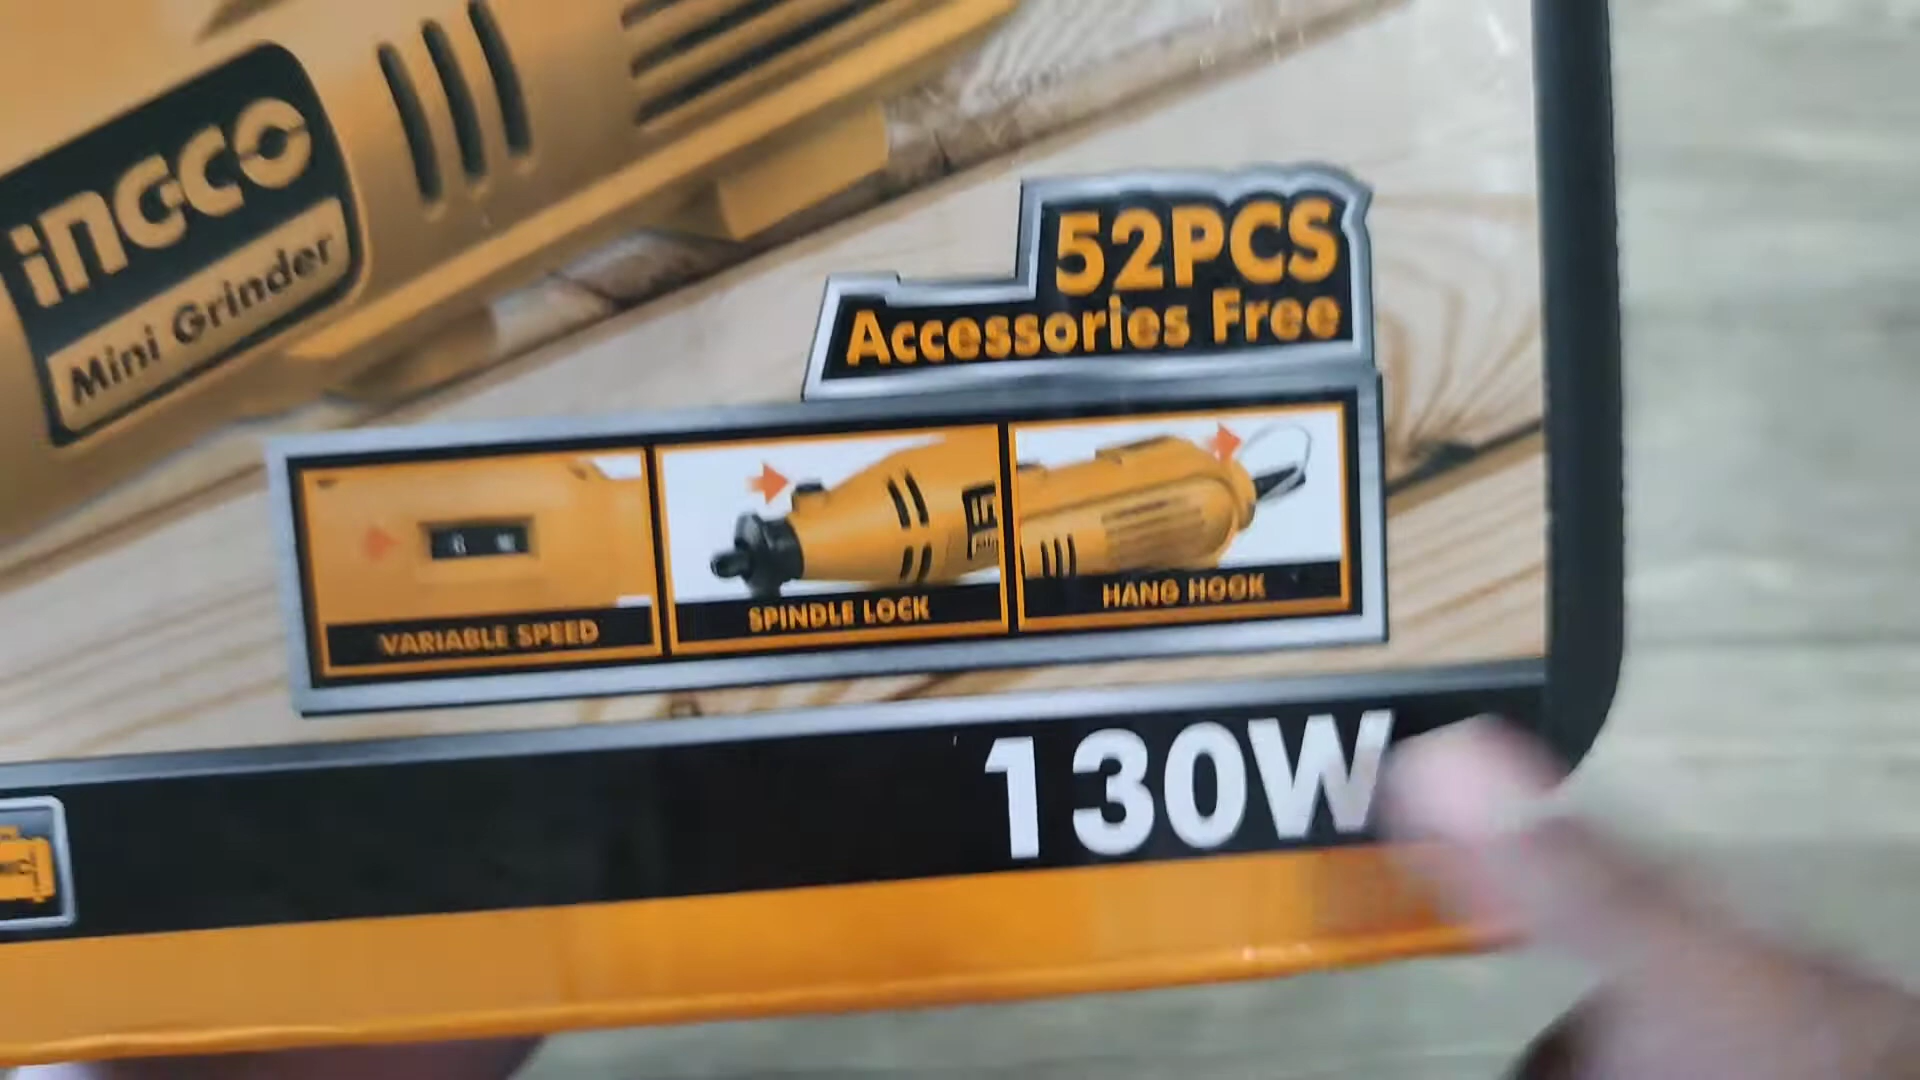 INGCO
Mini Grinder
52PCS
Accessories Free
VARIABLE SPEED
SPINDLE LOCK
HANG HOOK
130W